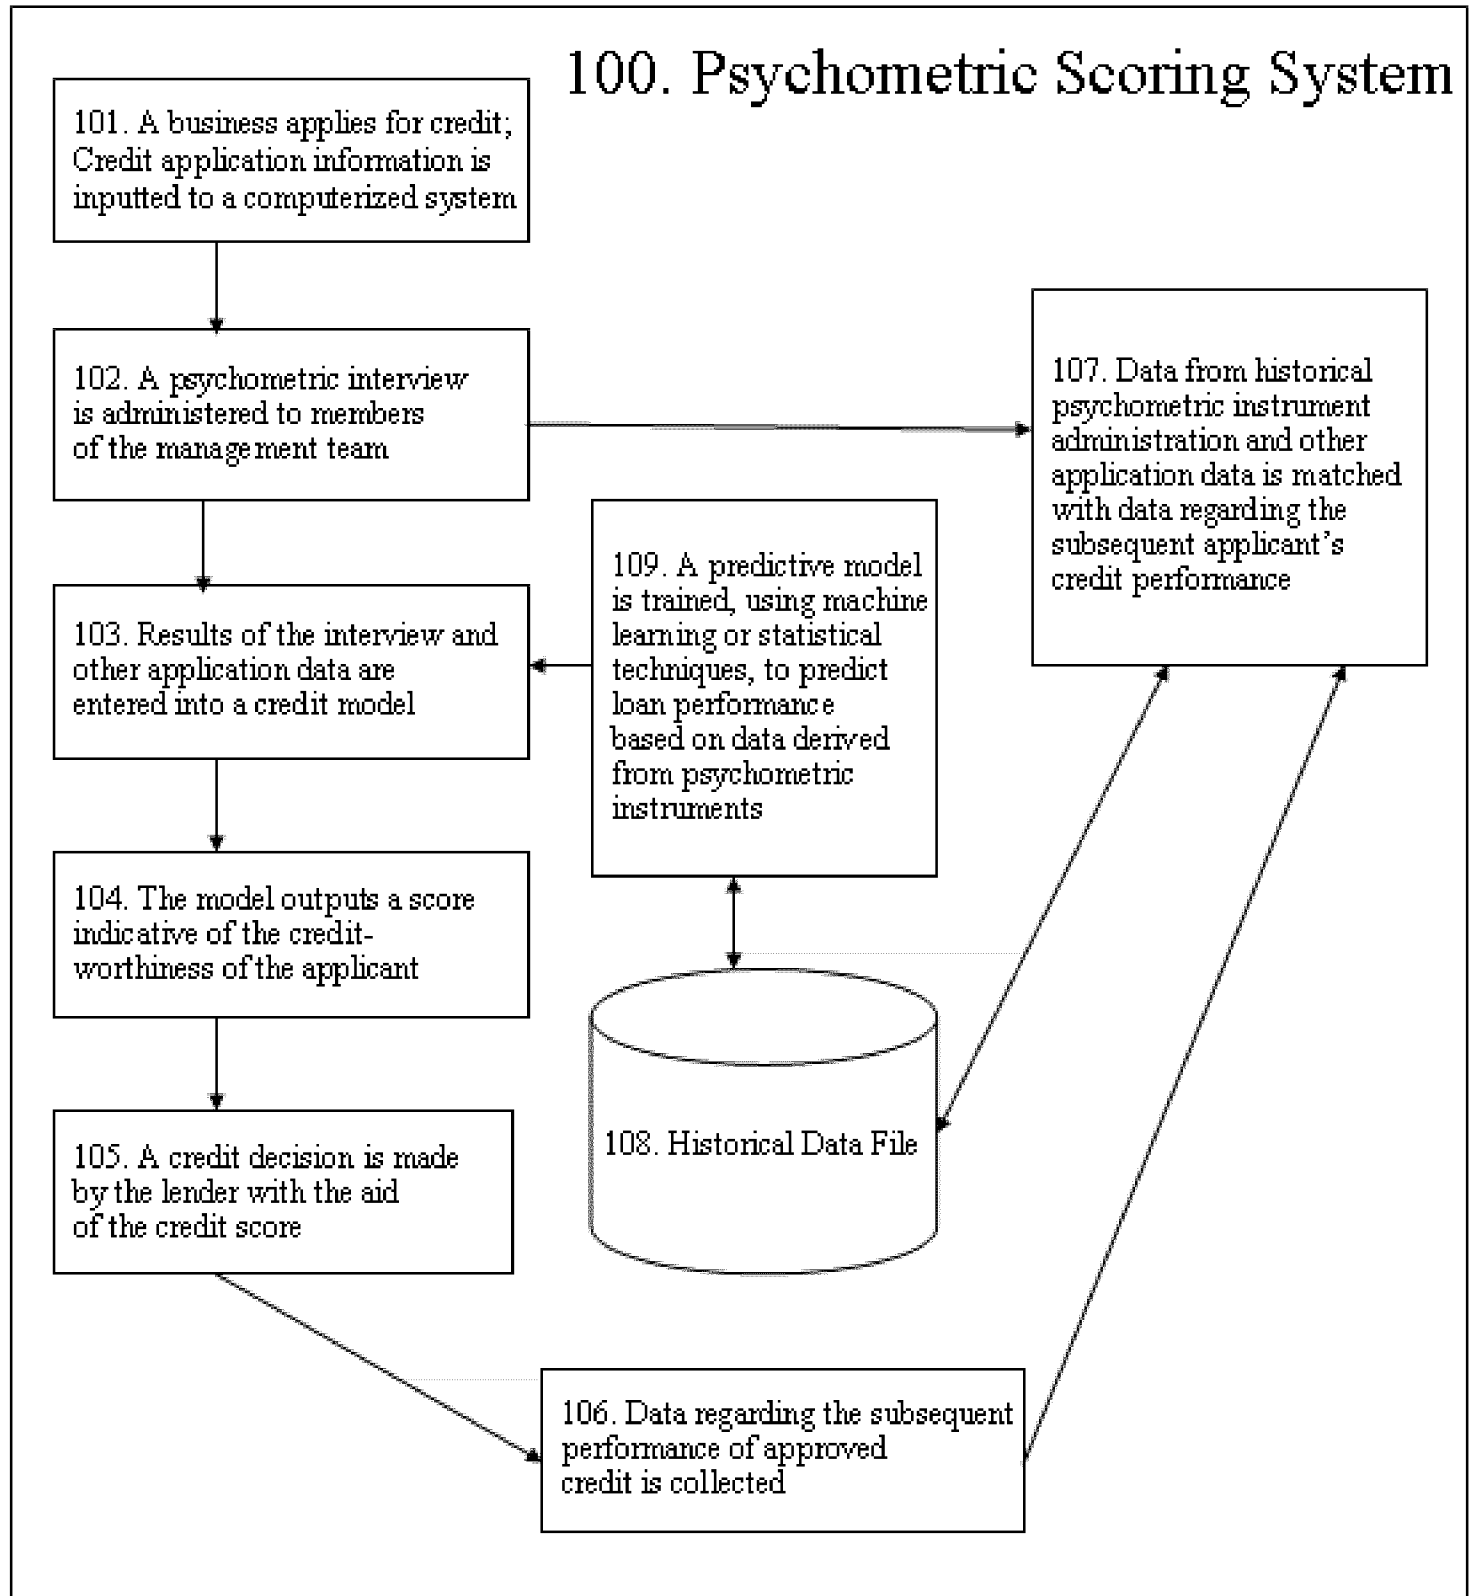 100. Psychometric Scoring System
101. A business applies for credit;
Credit application information is
inputted to a computerized system
102. A psychometric interview
is administered to members
of the management team
107. Data from historical
psychometric instrument
administration and other
application data is matched
with data regarding the
subsequent applicant's
credit performance
109. A predictive model
is trained, using machine
learning or statistical
techniques, to predict
loan performance
based on data derived
from psychometric
instruments
103. Results of the interview and
other application data are
entered into a credit model
104. The model outputs a score
indicative of the credit-
worthiness of the applicant
108. Historical Data File
105. A credit decision is made
by the lender with the aid
of the credit score
106. Data regarding the subsequent
performance of approved
credit is collected